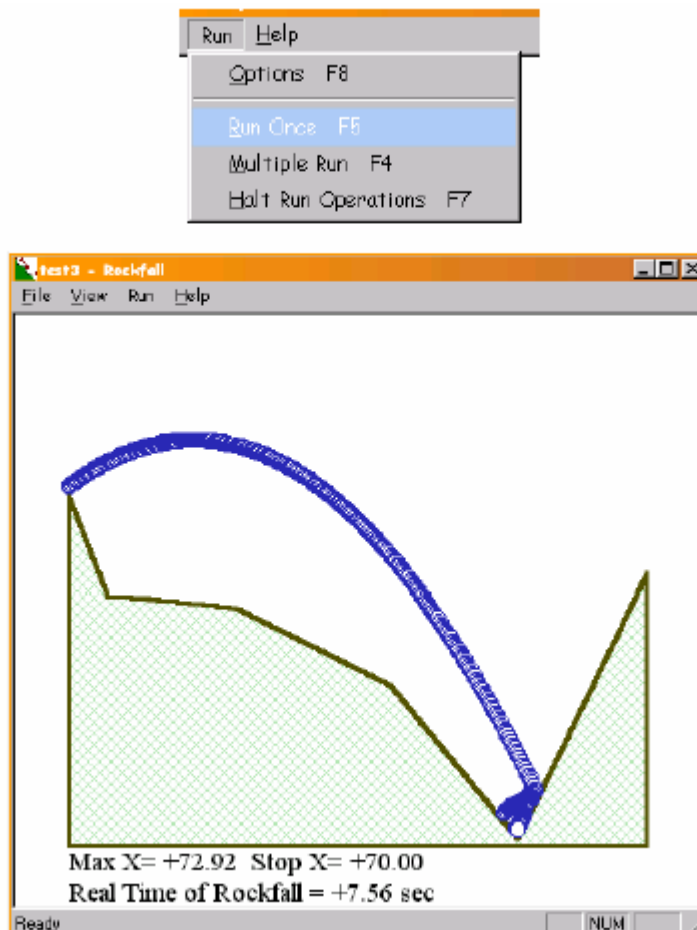 Run Help
Options F8
Run Once F5
Multiple Run F4
Halt Run Operations F7
test3 - Rockfall
File View Run Help
Max X= +72.92 Stop X= +70.00
Real Time of Rockfall = +7.56 sec
Ready NUM